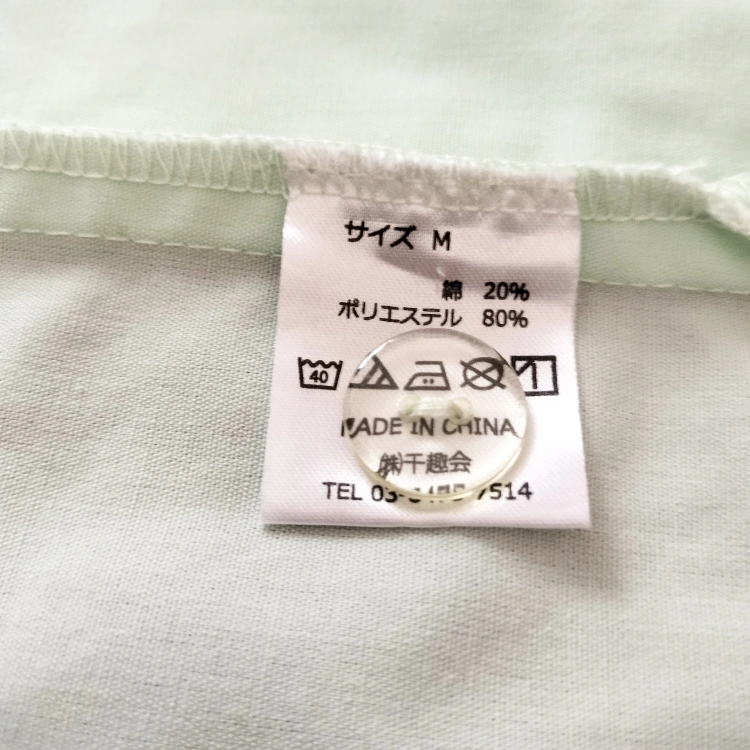 サイズ M
綿 20%
ポリエステル 80%
40
MADE IN CHINA
㈱千趣会
TEL 03- 7514